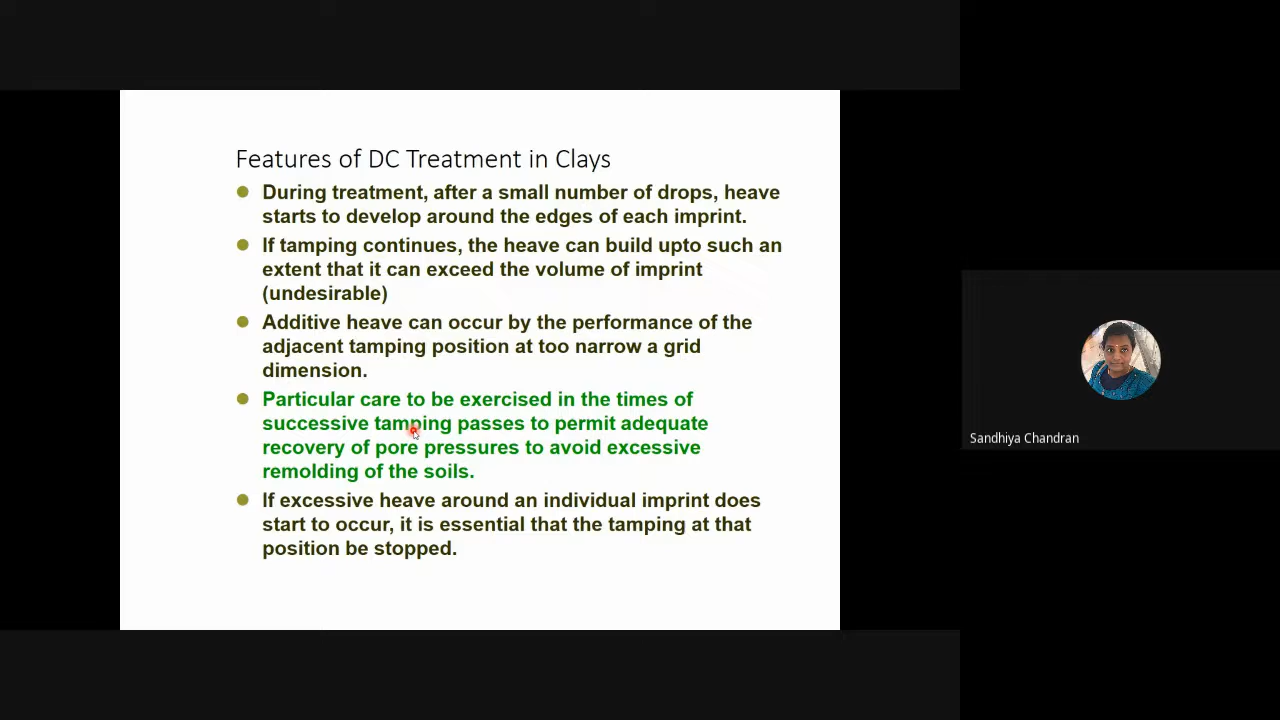 Features of DC Treatment in Clays
During treatment, after a small number of drops, heave
starts to develop around the edges of each imprint.
If tamping continues, the heave can build upto such an
extent that it can exceed the volume of imprint
(undesirable)
Additive heave can occur by the performance of the
adjacent tamping position at too narrow a grid
dimension.
Particular care to be exercised in the times of
successive tamping passes to permit adequate
recovery of pore pressures to avoid excessive
remolding of the soils.
If excessive heave around an individual imprint does
start to occur, it is essential that the tamping at that
position be stopped.
Sandhiya Chandran